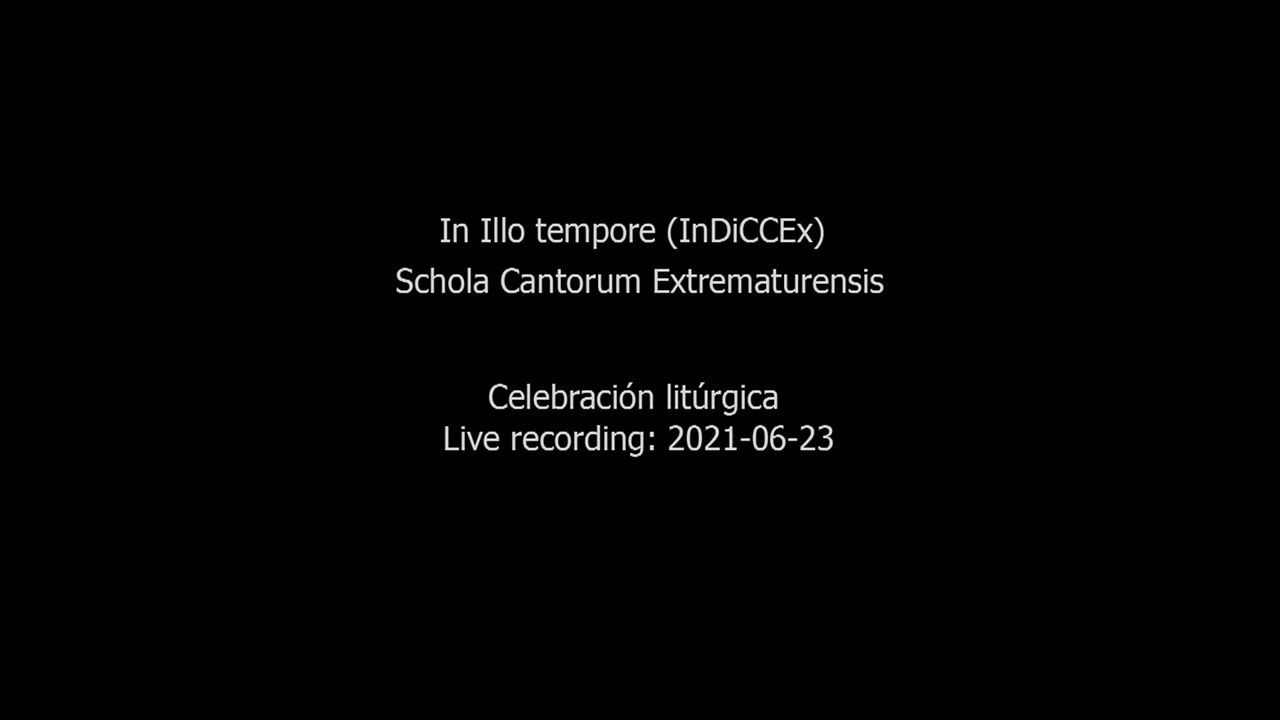 In Illo tempore (InDiCCEx)
Schola Cantorum Extrematurensis
Celebración litúrgica
Live recording: 2021-06-23